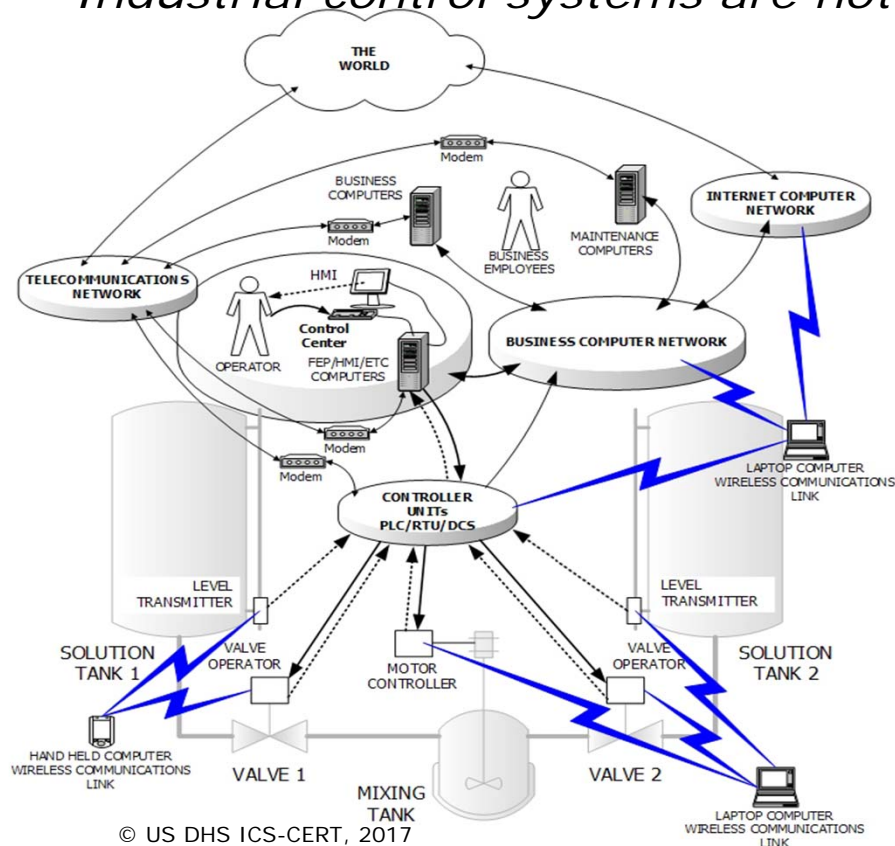 Industrial control systems are not
THE
WORLD
Modem
BUSINESS
COMPUTERS
INTERNET COMPUTER
NETWORK
Modem
BUSINESS
EMPLOYEES
MAINTENANCE
COMPUTERS
TELECOMMUNICATIONS
NETWORK
HMI
Control
Center
OPERATOR
FEP/HMI/ETC
COMPUTERS
BUSINESS COMPUTER NETWORK
Modem
Modem
LAPTOP COMPUTER
WIRELESS COMMUNICATIONS
LINK
CONTROLLER
UNITs
PLC/RTU/DCS
LEVEL
TRANSMITTER
LEVEL
TRANSMITTER
SOLUTION
TANK 1
VALVE
OPERATOR
MOTOR
CONTROLLER
VALVE
OPERATOR
SOLUTION
TANK 2
HAND HELD COMPUTER
WIRELESS COMMUNICATIONS
LINK
VALVE 1
MIXING
TANK
VALVE 2
LAPTOP COMPUTER
WIRELESS COMMUNICATIONS
LINK
© US DHS ICS-CERT, 2017